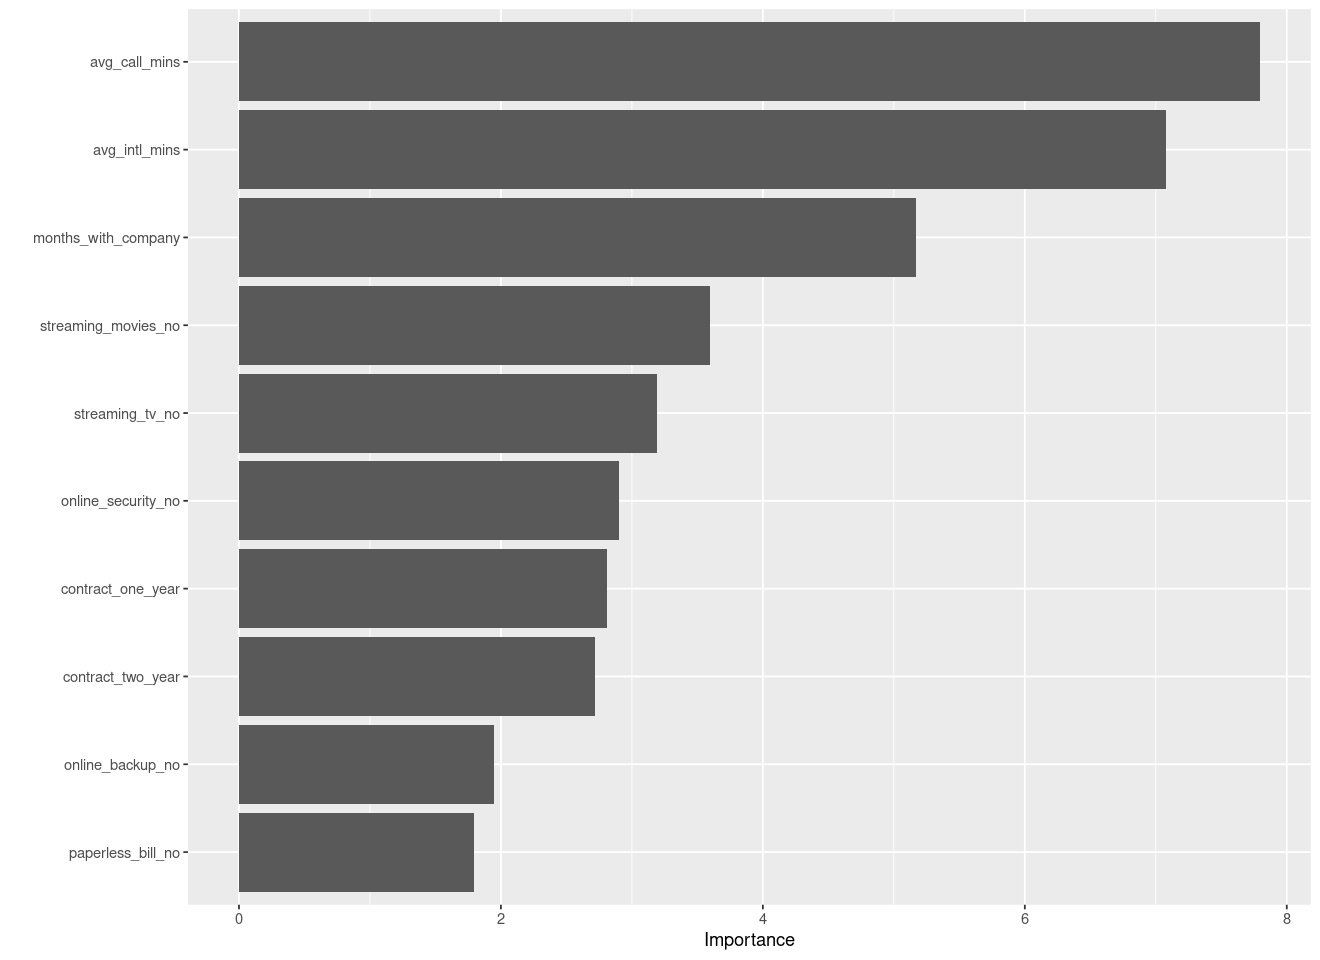 avg_call_mins
avg_intl_mins
months_with_company
streaming_movies_no
streaming_tv_no
online_security_no
contract_one_year
contract_two_year
online_backup_no
paperless_bill_no
0 2 4 6 8
Importance